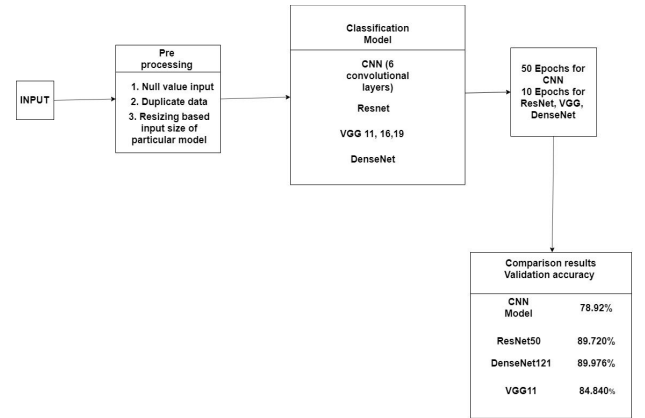 INPUT
Pre
processing
1. Null value input
2. Duplicate data
3. Resizing based
input size of
particular model
Classification
Model
CNN (6
convolutional
layers)
Resnet
VGG 11, 16,19
DenseNet
50 Epochs for
CNN
10 Epochs for
ResNet, VGG,
DenseNet
Comparison results
Validation accuracy
CNN
Model 78.92%
ResNet50 89.720%
DenseNet121 89.976%
VGG11 84.840%